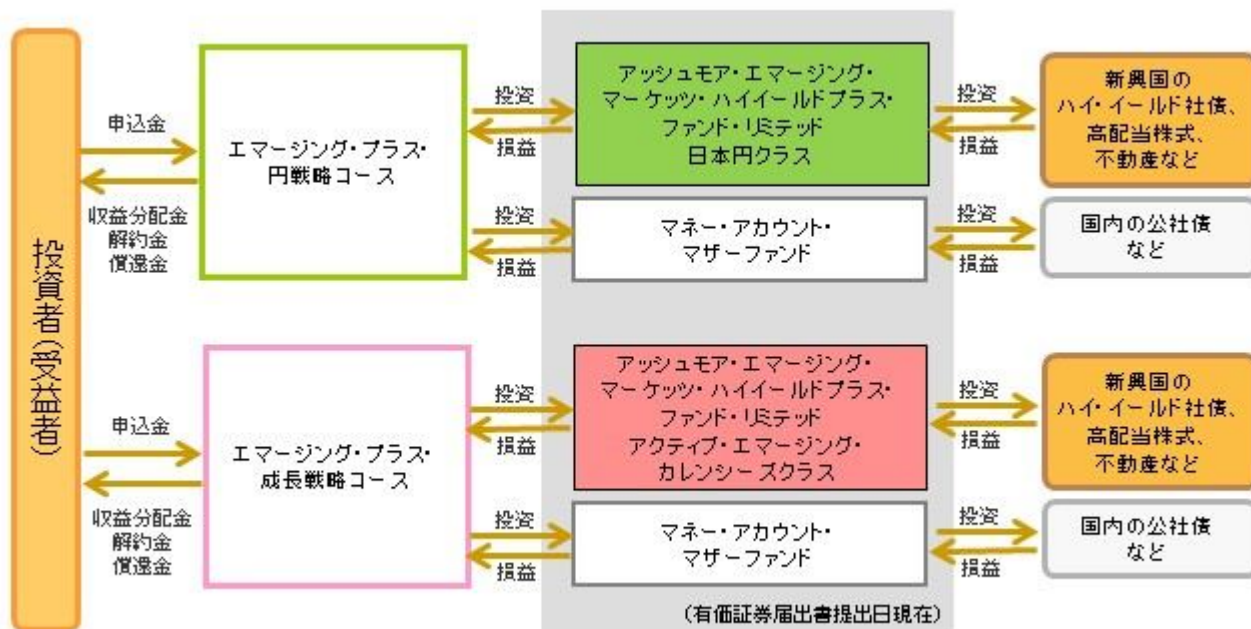 投資者(受益者)
申込金
収益分配金
解約金
償還金
エマージング・プラス・
円戦略コース
投資
損益
アッシュモア・エマージング・
マーケッツ・ハイイールドプラス・
ファンド・リミテッド
日本円クラス
投資
損益
新興国の
ハイ・イールド社債、
高配当株式、
不動産など
投資
損益
マネー・アカウント・
マザーファンド
投資
損益
国内の公社債
など
申込金
収益分配金
解約金
償還金
エマージング・プラス・
成長戦略コース
投資
損益
アッシュモア・エマージング・
マーケッツ・ハイイールドプラス・
ファンド・リミテッド
アクティブ・エマージング・
カレンシーズクラス
投資
損益
新興国の
ハイ・イールド社債、
高配当株式、
不動産など
投資
損益
マネー・アカウント・
マザーファンド
投資
損益
国内の公社債
など
(有価証券届出書提出日現在)